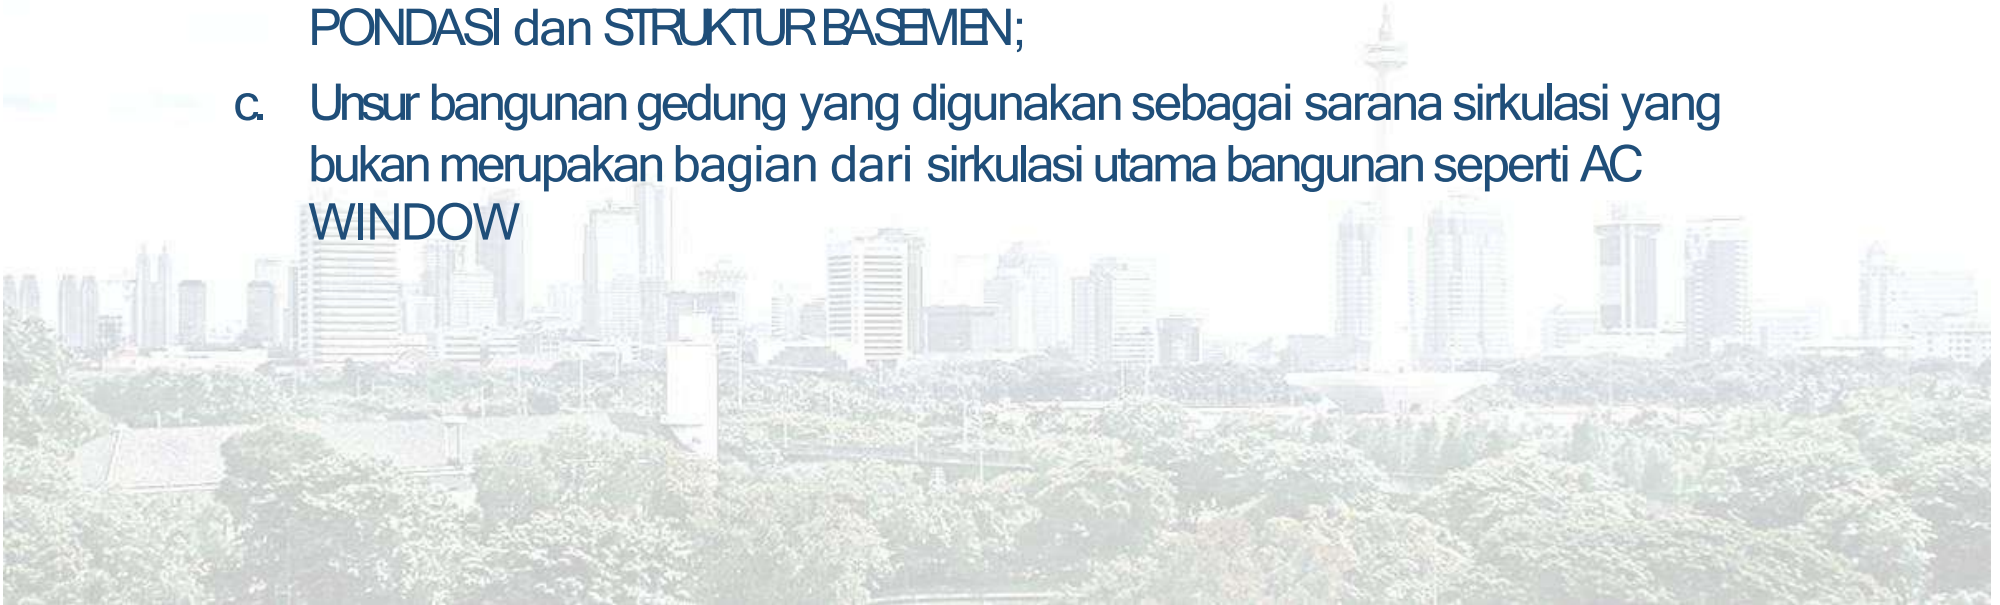 PONDASI dan STRUKTUR BASEMEN;
c. Unsur bangunan gedung yang digunakan sebagai sarana sirkulasi yang
bukan merupakan bagian dari sirkulasi utama bangunan seperti AC
WINDOW